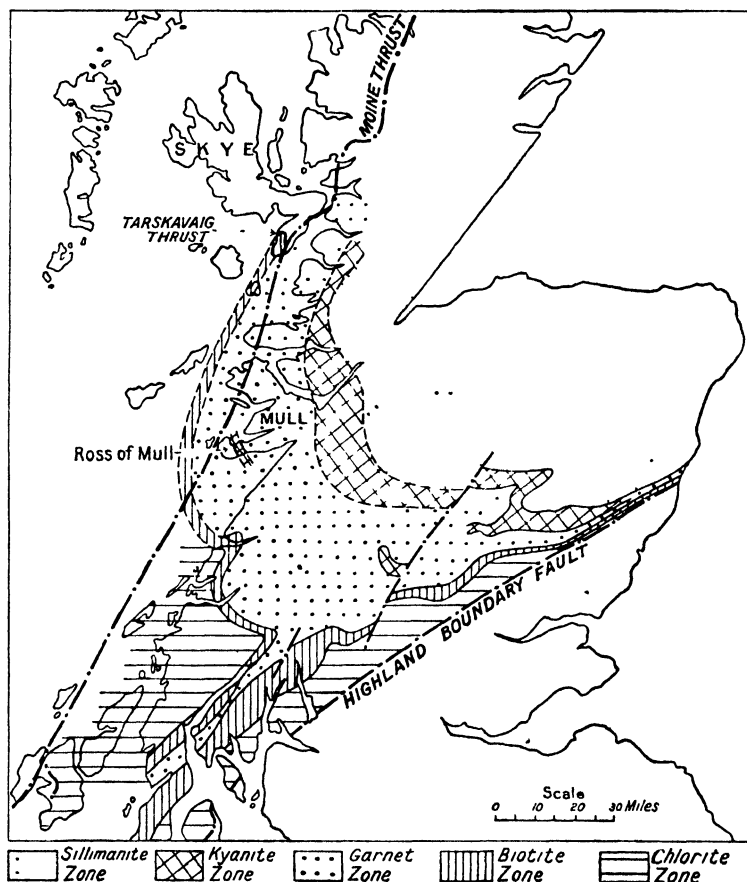 MOINE THRUST
SKYE
TARSKAVAIG
THRUST
MULL
Ross of Mull
HIGHLAND BOUNDARY FAULT
Scale
0 10 20 30 Miles
Sillimanite
Zone
Kyanite
Zone
Garnet
Zone
Biotite
Zone
Chlorite
Zone